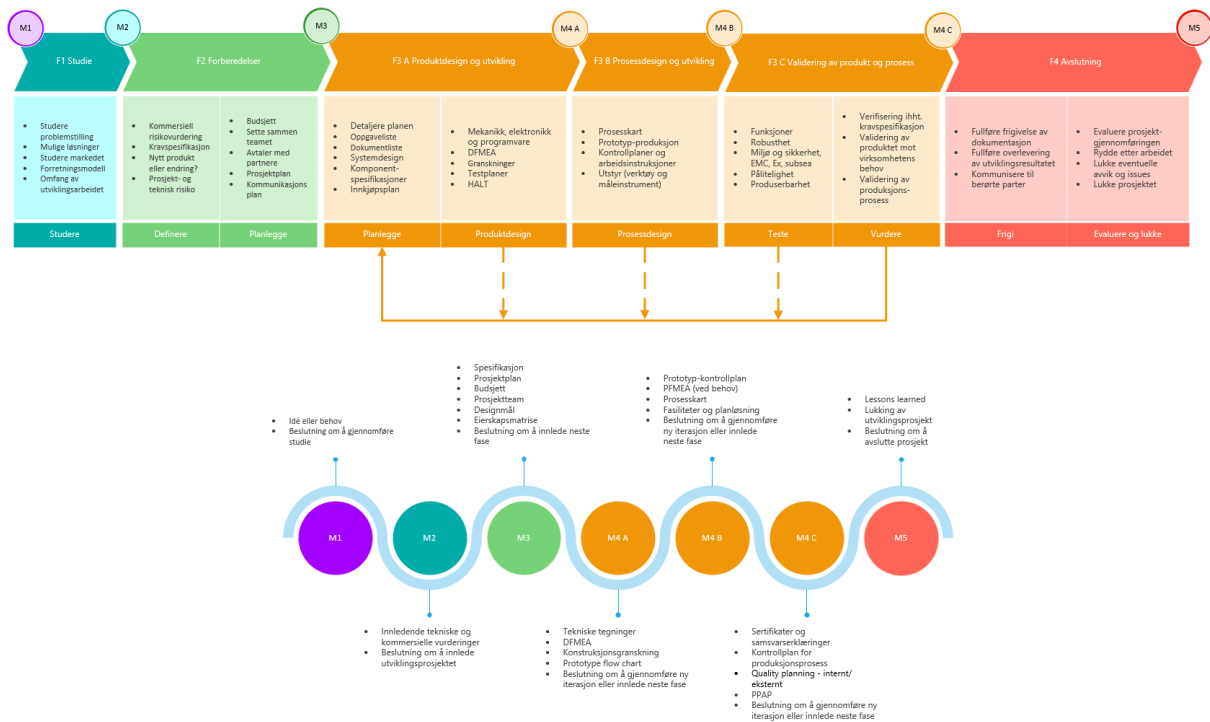 M1
M2
M3
M4 A
M4 B
M4 C
M5
F1 Studie
F2 Forberedelser
F3 A Produktdesign og utvikling
F3 B Prosessdesign og utvikling
F3 C Validering av produkt og prosess
F4 Avslutning
• Studere
problemstilling
• Mulige løsninger
• Studere markedet
• Forretningsmodell
• Omfang av
utviklingsarbeidet
• Kommersiell
risikovurdering
• Kravspesifikasjon
• Nytt produkt
eller endring?
• Prosjekt- og
teknisk risiko
• Budsjett
• Sette sammen
teamet
• Avtaler med
partnere
• Prosjektplan
• Kommunikasjons
plan
• Detaljere planen
• Oppgaveliste
• Dokumentliste
• Systemdesign
• Komponent-
spesifikasjoner
• Innkjøpsplan
• Mekanikk, elektronikk
og programvare
• DFMEA
• Granskninger
• Testplaner
• HALT
• Prosesskart
• Prototyp-produksjon
• Kontrollplaner og
arbeidsinstruksjoner
• Utstyr (verktøy og
måleinstrument)
• Funksjoner
• Robusthet
• Miljø og sikkerhet,
EMC, Ex, subsea
• Pålitelighet
• Produserbarhet
• Verifisering ihht.
kravspesifikasjon
• Validering av
produktet mot
virksomhetens
behov
• Validering av
produksjons-
prosess
• Fullføre frigivelse av
dokumentasjon
• Fullføre overlevering
av utviklingsresultatet
• Kommunisere til
berørte parter
• Evaluere prosjekt-
gjennomføringen
• Rydde etter arbeidet
• Lukke eventuelle
avvik og issues
• Lukke prosjektet
Studere
Definere
Planlegge
Planlegge
Produktdesign
Prosessdesign
Teste
Vurdere
Frigi
Evaluere og lukke
• Idé eller behov
• Beslutning om å gjennomføre
studie
• Spesifikasjon
• Prosjektplan
• Budsjett
• Prosjektteam
• Designmål
• Eierskapsmatrise
• Beslutning om å innlede neste
fase
• Prototyp-kontrollplan
• PFMEA (ved behov)
• Prosesskart
• Fasiliteter og planløsning
• Beslutning om å gjennomføre
ny iterasjon eller innlede
neste fase
• Lessons learned
• Lukking av
utviklingsprosjekt
• Beslutning om å
avslutte prosjekt
M1
M2
M3
M4 A
M4 B
M4 C
M5
• Innledende tekniske og
kommersielle vurderinger
• Beslutning om å innlede
utviklingsprosjektet
• Tekniske tegninger
• DFMEA
• Konstruksjonsgranskning
• Prototype flow chart
• Beslutning om å gjennomføre ny
iterasjon eller innlede neste fase
• Sertifikater og
samsvarserklæringer
• Kontrollplan for
produksjonsprosess
• Quality planning - internt/
eksternt
• PPAP
• Beslutning om å gjennomføre ny
iterasjon eller innlede neste fase